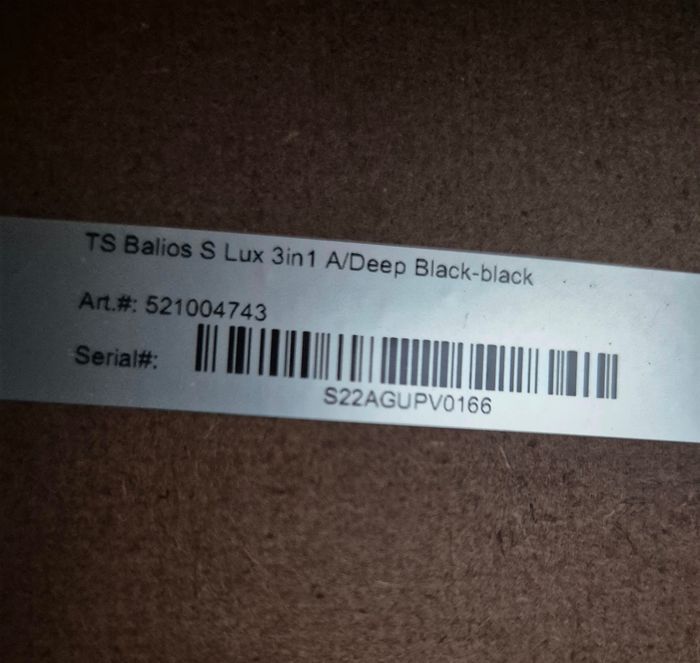 TS Balios S Lux 3in1 A/Deep Black-black
Art.#: 521004743
Serial#:
S22AGUPV0166